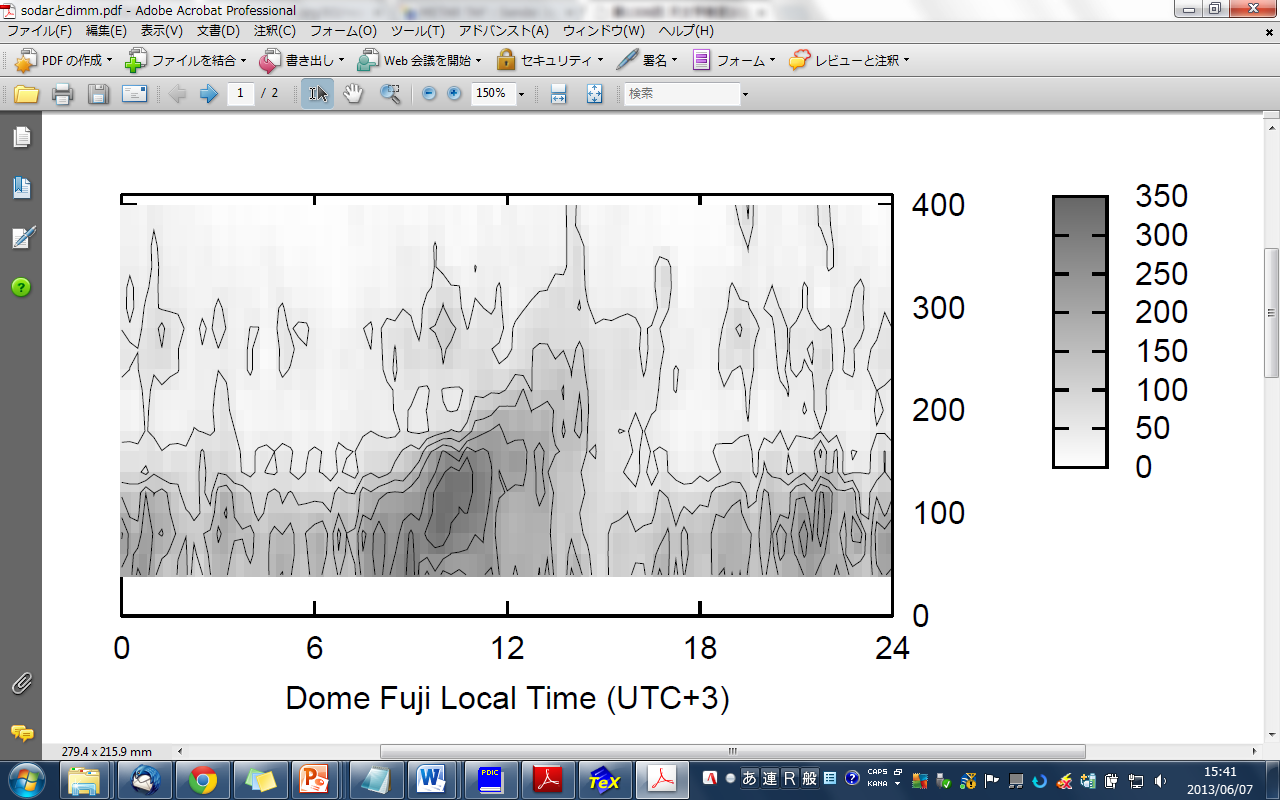 sodarとdimm.pdf - Adobe Acrobat Professional
ファイル(F) 編集(E) 表示(V) 文書(D) 注釈(C) フォーム(O) ツール(T) アドバンスト(A) ウィンドウ(W) ヘルプ(H)
PDF の作成 ファイルを結合 書き出し Web 会議を開始 セキュリティ 署名 フォーム レビューと注釈
1 / 2 150% 検索
400
300
200
100
0
350
300
250
200
150
100
50
0
0 6 12 18 24
Dome Fuji Local Time (UTC+3)
279.4 x 215.9 mm
PDIC
TeX
A あ 連 R 般 CAPS KANA
15:41
2013/06/07